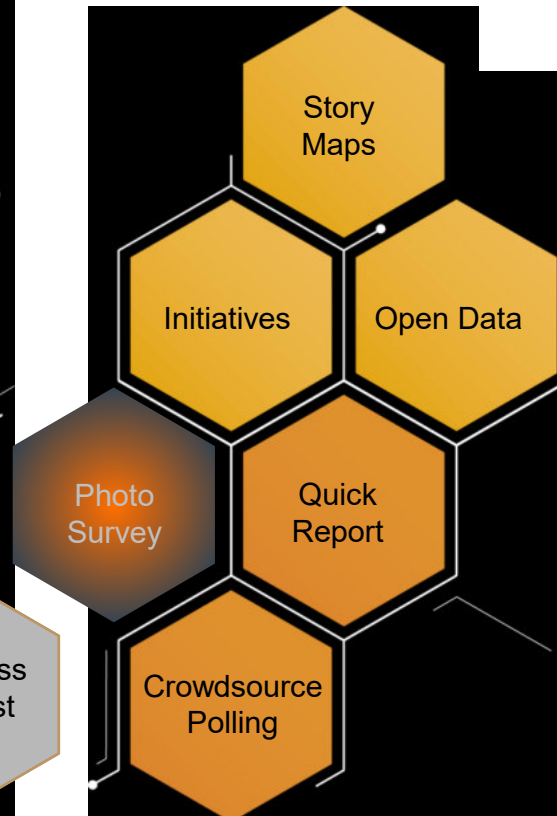 Story
Maps
Initiatives
Open Data
Photo
Survey
Quick
Report
Crowdsource
Polling